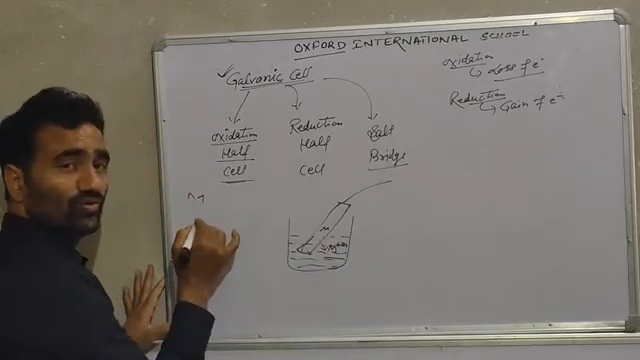 OXFORD INTERNATIONAL SCHOOL
Galvanic Cell
Oxidation
Half
Cell
Reduction
Half
Cell
Salt
Bridge
Oxidation
Loss of e-
Reduction
Gain of e-